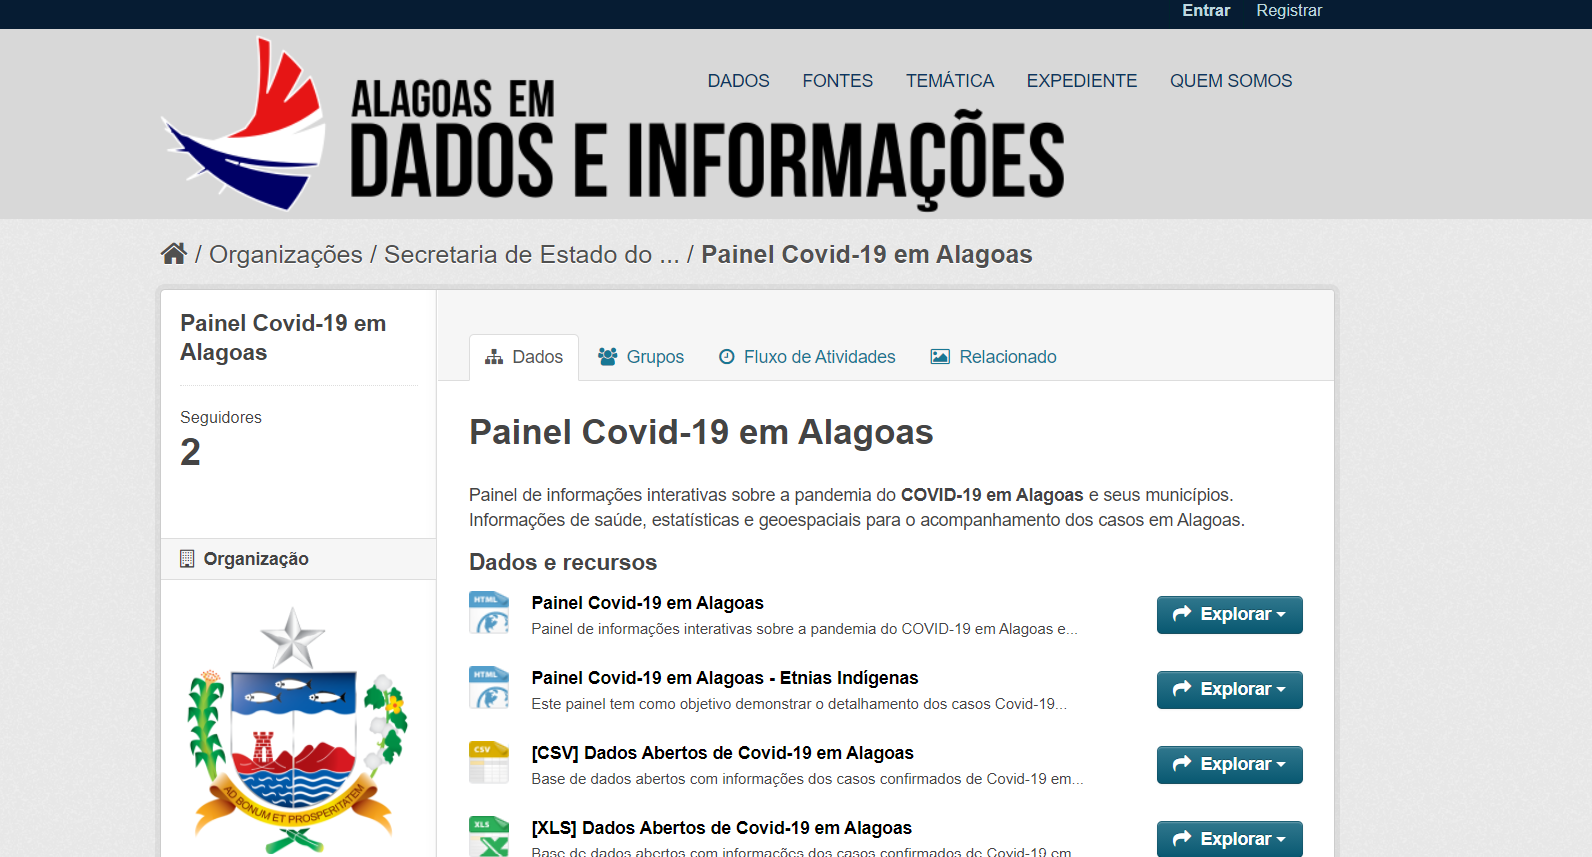 Entrar Registrar
ALAGOAS EM
DADOS E INFORMAÇÕES
DADOS FONTES TEMÁTICA EXPEDIENTE QUEM SOMOS
/ Organizações / Secretaria de Estado do ... / Painel Covid-19 em Alagoas
Painel Covid-19 em
Alagoas
Seguidores
2
Organização
AD BONUM ET PROSPERITATEM
Dados Grupos Fluxo de Atividades Relacionado
Painel Covid-19 em Alagoas
Painel de informações interativas sobre a pandemia do COVID-19 em Alagoas e seus municípios.
Informações de saúde, estatísticas e geoespaciais para o acompanhamento dos casos em Alagoas.
Dados e recursos
HTML Painel Covid-19 em Alagoas Explorar
Painel de informações interativas sobre a pandemia do COVID-19 em Alagoas e...
HTML Painel Covid-19 em Alagoas - Etnias Indígenas Explorar
Este painel tem como objetivo demonstrar o detalhamento dos casos Covid-19...
CSV [CSV] Dados Abertos de Covid-19 em Alagoas Explorar
Base de dados abertos com informações dos casos confirmados de Covid-19 em...
XLS [XLS] Dados Abertos de Covid-19 em Alagoas Explorar
Base de dados abertos com informações dos casos confirmados de Covid-19 em